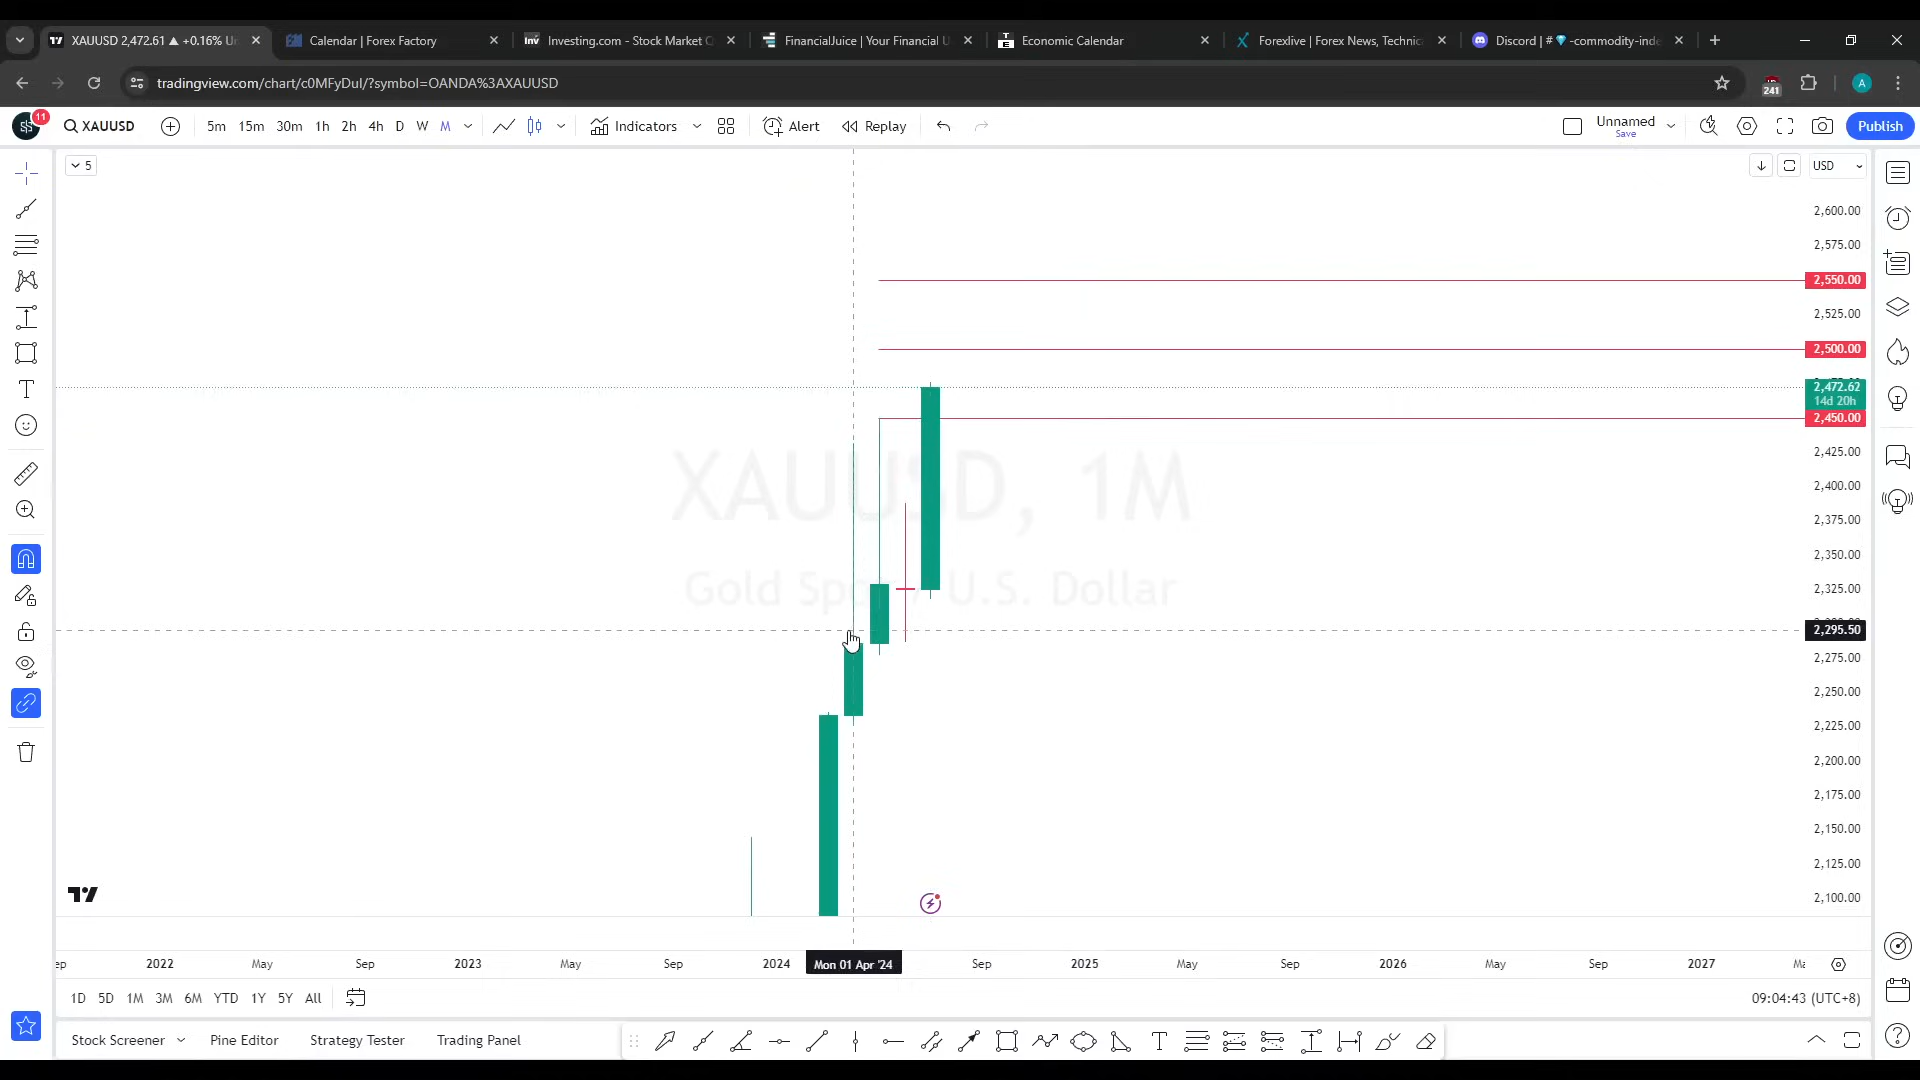 XAUUSD 2,472.61 ▲ +0.16% U
Calendar | Forex Factory
Investing.com - Stock Market Q
FinancialJuice | Your Financial
Economic Calendar
Forexlive | Forex News, Technic
Discord | # 💎-commodity-inde
tradingview.com/chart/c0MFyDuI/?symbol=OANDA%3AXAUUSD
241
A
11
XAUUSD
5m 15m 30m 1h 2h 4h D W M
Indicators
Alert
Replay
Unnamed
Save
Publish
5
USD
2,600.00
2,575.00
2,550.00
2,525.00
2,500.00
2,472.62
14d 20h
2,450.00
2,425.00
2,400.00
2,375.00
2,350.00
2,325.00
2,295.50
2,275.00
2,250.00
2,225.00
2,200.00
2,175.00
2,150.00
2,125.00
2,100.00
XAUUSD, 1M
Gold Spot / U.S. Dollar
ep 2022 May Sep 2023 May Sep 2024 Mon 01 Apr '24 Sep 2025 May Sep 2026 May Sep 2027 Ma
1D 5D 1M 3M 6M YTD 1Y 5Y All
09:04:43 (UTC+8)
Stock Screener
Pine Editor
Strategy Tester
Trading Panel